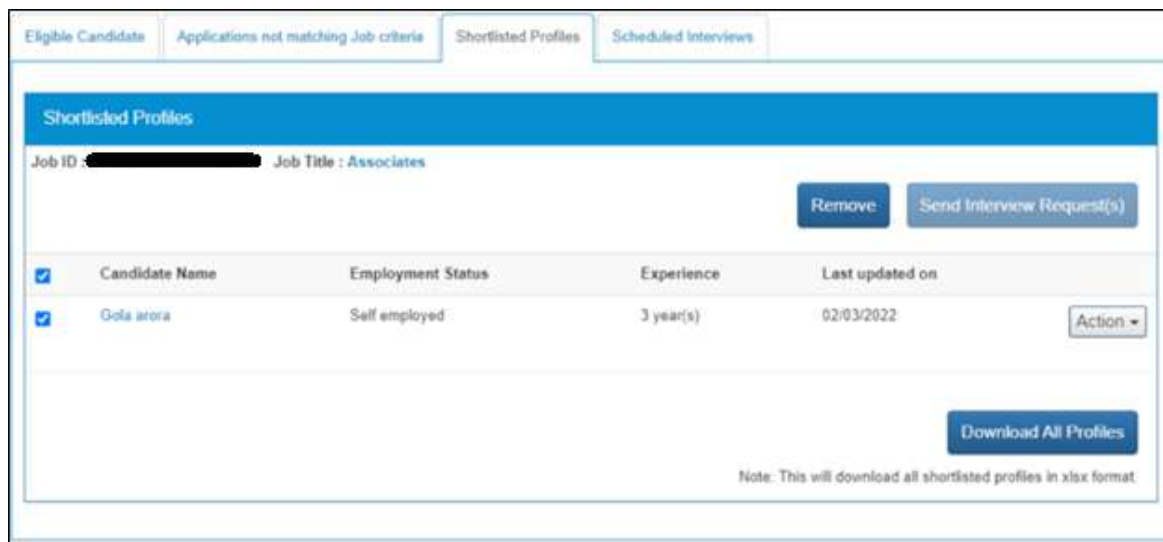 Eligible Candidate Applications not matching Job criteria Shortlisted Profiles Scheduled Interviews
Shortlisted Profiles
Job ID : Job Title : Associates
Remove Send Interview Request(s)
Candidate Name Employment Status Experience Last updated on
Gola arora Self employed 3 year(s) 02/03/2022 Action
Download All Profiles
Note: This will download all shortlisted profiles in xlsx format